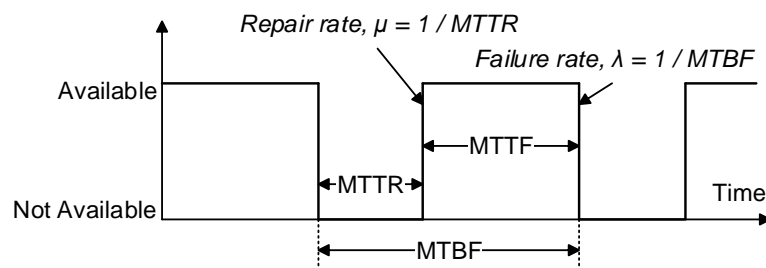 Repair rate, μ = 1 / MTTR
Failure rate, λ = 1 / MTBF
Available
MTTF
MTTR
Time
Not Available
MTBF